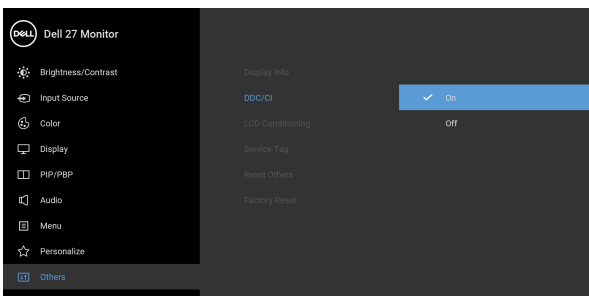 DELL Dell 27 Monitor
Brightness/Contrast
Input Source
Color
Display
PIP/PBP
Audio
Menu
Personalize
Others
Display Info
DDC/CI
LCD Conditioning
Service Tag
Reset Others
Factory Reset
On
Off